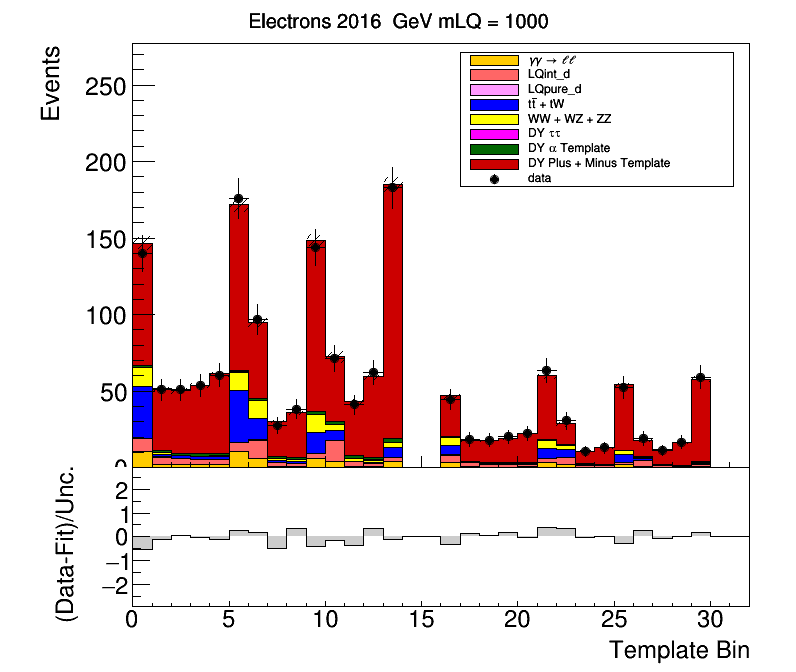 Electrons 2016  GeV mLQ = 1000
Events
250
200
150
100
50
0
γγ → ℓℓ
LQint_d
LQpure_d
tt̅ + tW
WW + WZ + ZZ
DY ττ
DY α Template
DY Plus + Minus Template
data
(Data-Fit)/Unc.
2
1
0
−1
−2
0 5 10 15 20 25 30
Template Bin